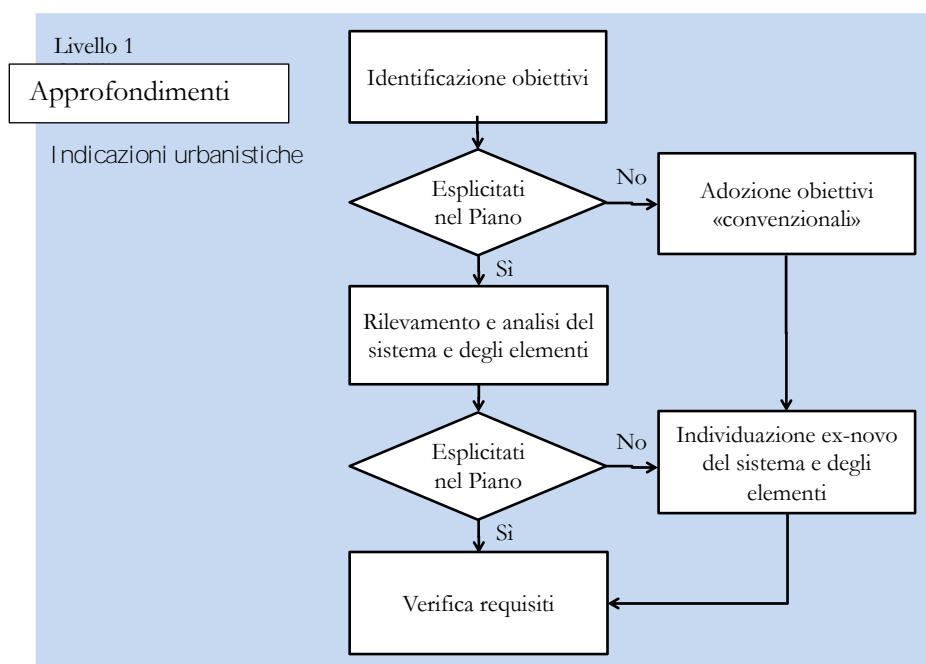 Livello 1
Approfondimenti
Indicazioni urbanistiche
Identificazione obiettivi
Esplicitati
nel Piano
No
Adozione obiettivi
«convenzionali»
Sì
Rilevamento e analisi del
sistema e degli elementi
Esplicitati
nel Piano
No
Individuazione ex-novo
del sistema e degli
elementi
Sì
Verifica requisiti